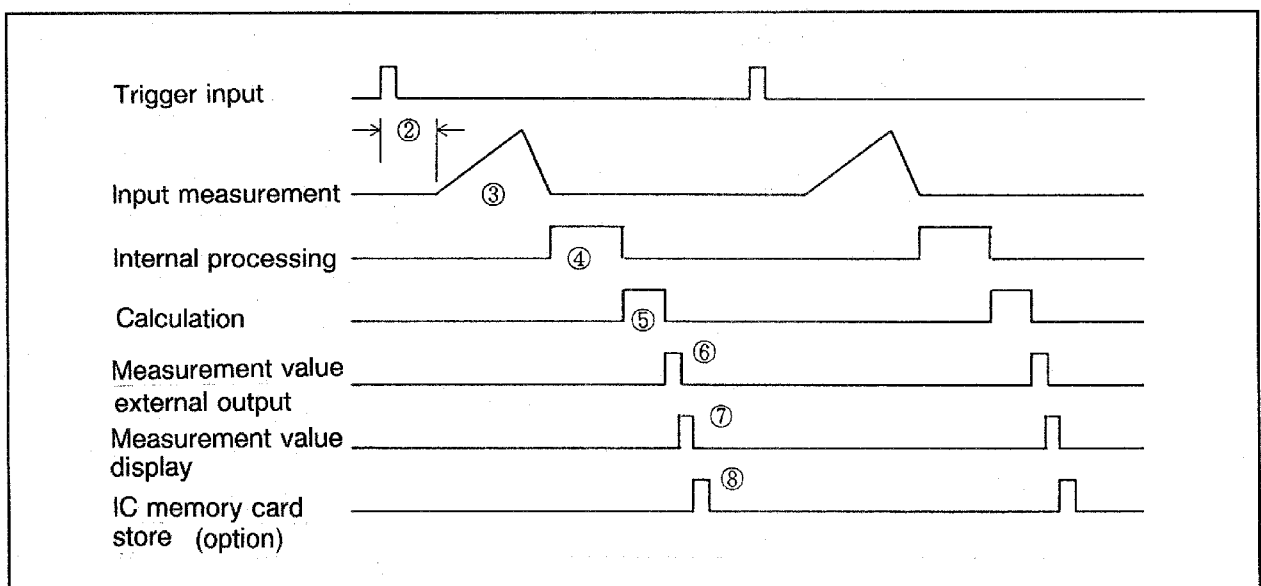 Trigger input
②
Input measurement
③
Internal processing
④
Calculation
⑤
Measurement value
external output
⑥
Measurement value
display
⑦
IC memory card
store (option)
⑧